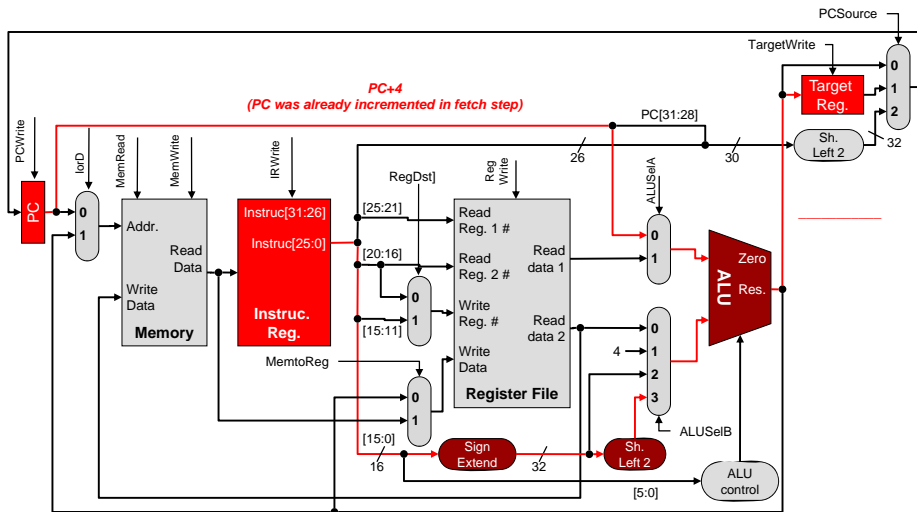 PCSource
TargetWrite
PC+4
(PC was already incremented in fetch step)
0
1
2
Target
Reg.
PC[31:28]
Sh.
Left 2
26
30
32
PCWrite
IorD
MemRead
MemWrite
IRWrite
RegDst]
Reg
Write
ALUSelA
PC
0
1
Addr.
Read
Data
Write
Data
Memory
Instruc[31:26]
Instruc[25:0]
Instruc.
Reg.
[25:21]
[20:16]
[15:11]
0
1
Read
Reg. 1 #
Read
Reg. 2 #
Write
Reg. #
Write
Data
Read
data 1
Read
data 2
Register File
0
1
0
1
2
3
4
ALU
Zero
Res.
MemtoReg
0
1
ALUSelB
[15:0]
16
Sign
Extend
32
Sh.
Left 2
ALU
control
[5:0]